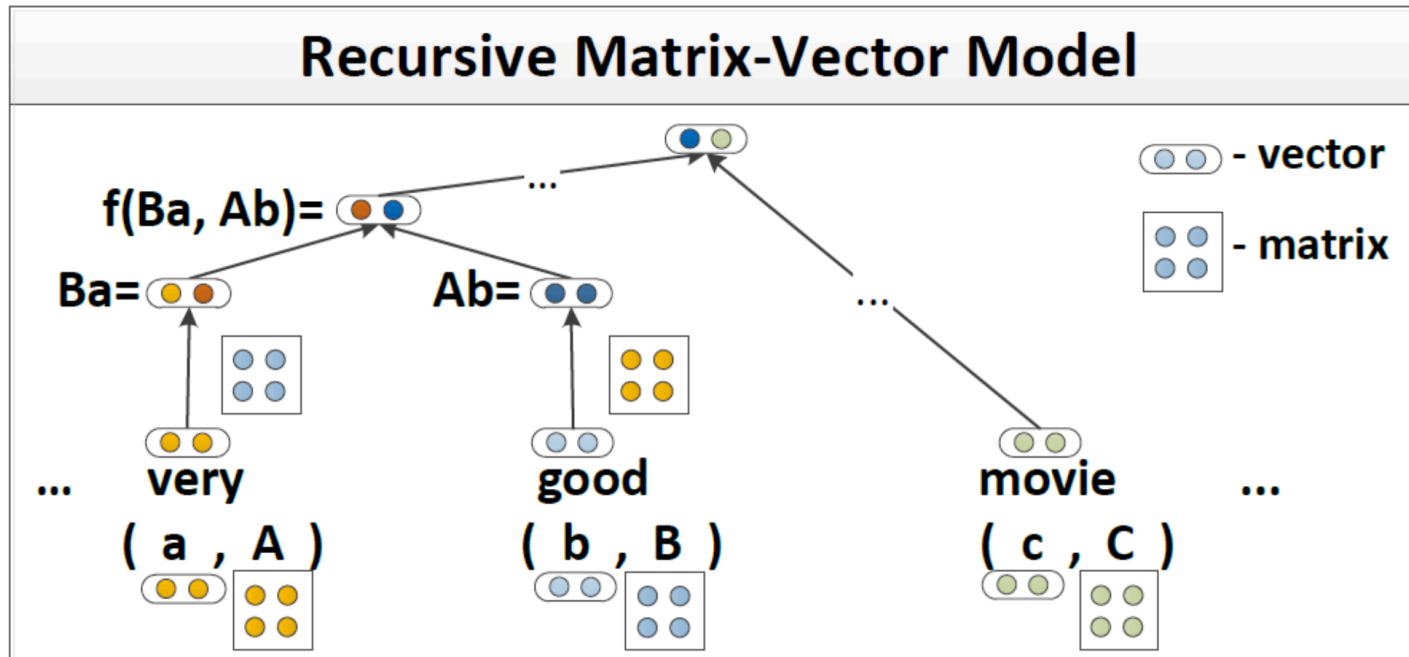 Recursive Matrix-Vector Model
- vector
...
f(Ba, Ab)=
- matrix
Ba=
Ab=
...
... very good movie ...
( a , A ) ( b , B ) ( c , C )